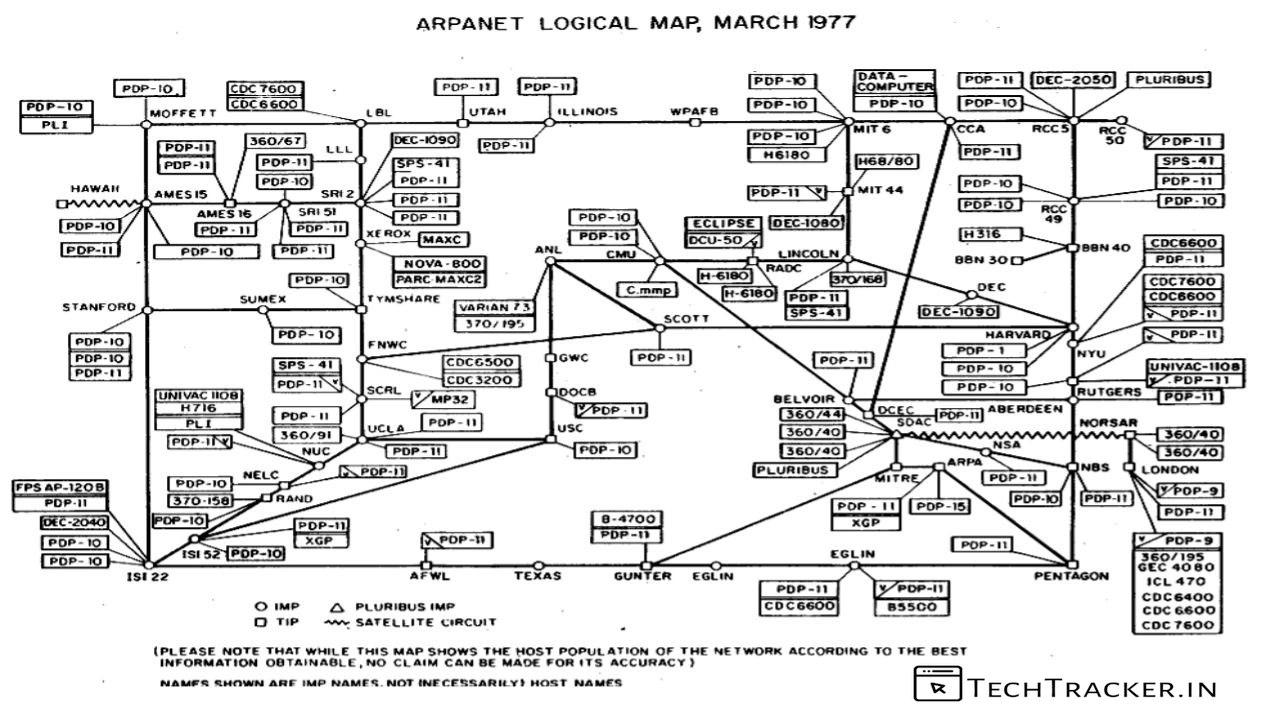 ARPANET LOGICAL MAP, MARCH 1977
PDP-10
MOFFETT
PDP-10
PLI
CDC7600
CDC6600
LBL
PDP-11
UTAH
PDP-11
ILLINOIS
PDP-11
WPAFB
PDP-10
PDP-10
PDP-10
H6180
MIT 6
DATA-
COMPUTER
PDP-10
CCA
PDP-11
PDP-11
PDP-10
DEC-2050
PLURIBUS
RCC5
RCC
50
PDP-11
LLL
PDP-11
PDP-11
PDP-11
360/67
PDP-10
DEC-1090
SPS-41
PDP-11
PDP-11
PDP-11
HAWAII
AMES15
AMES16
SRI 51
SRI 2
PDP-10
PDP-11
PDP-10
PDP-11
PDP-11
PDP-11
XEROX
MAXC
NOVA-800
PARC-MAXC2
H68/80
PDP-11
MIT 44
DEC-1080
PDP-10
PDP-10
RCC
49
SPS-41
PDP-11
PDP-10
PDP-10
PDP-10
CMU
C.mmp
ANL
VARIAN 73
370/195
ECLIPSE
DCU-50
RADC
H-6180
H-6180
LINCOLN
370/168
PDP-11
SPS-41
H316
BBN 40
BBN 30
DEC
DEC-1090
CDC6600
PDP-11
CDC7600
CDC6600
PDP-11
PDP-11
STANFORD
PDP-10
PDP-10
PDP-11
SUMEX
PDP-10
PDP-10
TYMSHARE
SCOTT
PDP-11
HARVARD
PDP-1
PDP-10
PDP-10
NYU
FNWC
CDC6500
CDC3200
SPS-41
PDP-11
SCRL
MP32
PDP-11
360/91
UCLA
PDP-11
PDP-11
GWC
DOCB
PDP-11
USC
PDP-10
UNIVAC 1108
H716
PLI
PDP-11
NUC
PDP-11
BELVOIR
360/44
360/40
360/40
PLURIBUS
DCEC
PDP-11
SDAC
ABERDEEN
RUTGERS
UNIVAC-1108
PDP-11
PDP-11
NORSAR
360/40
360/40
NSA
PDP-11
NBS
PDP-10
PDP-11
LONDON
PDP-9
PDP-11
PDP-9
360/195
GEC 4080
ICL 470
CDC6400
CDC6600
CDC7600
MITRE
ARPA
PDP-11
XGP
PDP-15
NELC
PDP-10
PDP-11
370-158
RAND
PDP-10
PDP-11
XGP
ISI 52
PDP-10
FPS AP-120B
PDP-11
DEC-2040
PDP-10
PDP-10
ISI 22
PDP-11
AFWL
TEXAS
B-4700
PDP-11
GUNTER
EGLIN
EGLIN
PDP-11
CDC6600
PDP-11
B5500
PDP-11
PENTAGON
IMP
PLURIBUS IMP
TIP
SATELLITE CIRCUIT
(PLEASE NOTE THAT WHILE THIS MAP SHOWS THE HOST POPULATION OF THE NETWORK ACCORDING TO THE BEST
INFORMATION OBTAINABLE, NO CLAIM CAN BE MADE FOR ITS ACCURACY)
NAMES SHOWN ARE IMP NAMES, NOT (NECESSARILY) HOST NAMES
TECHTRACKER.IN